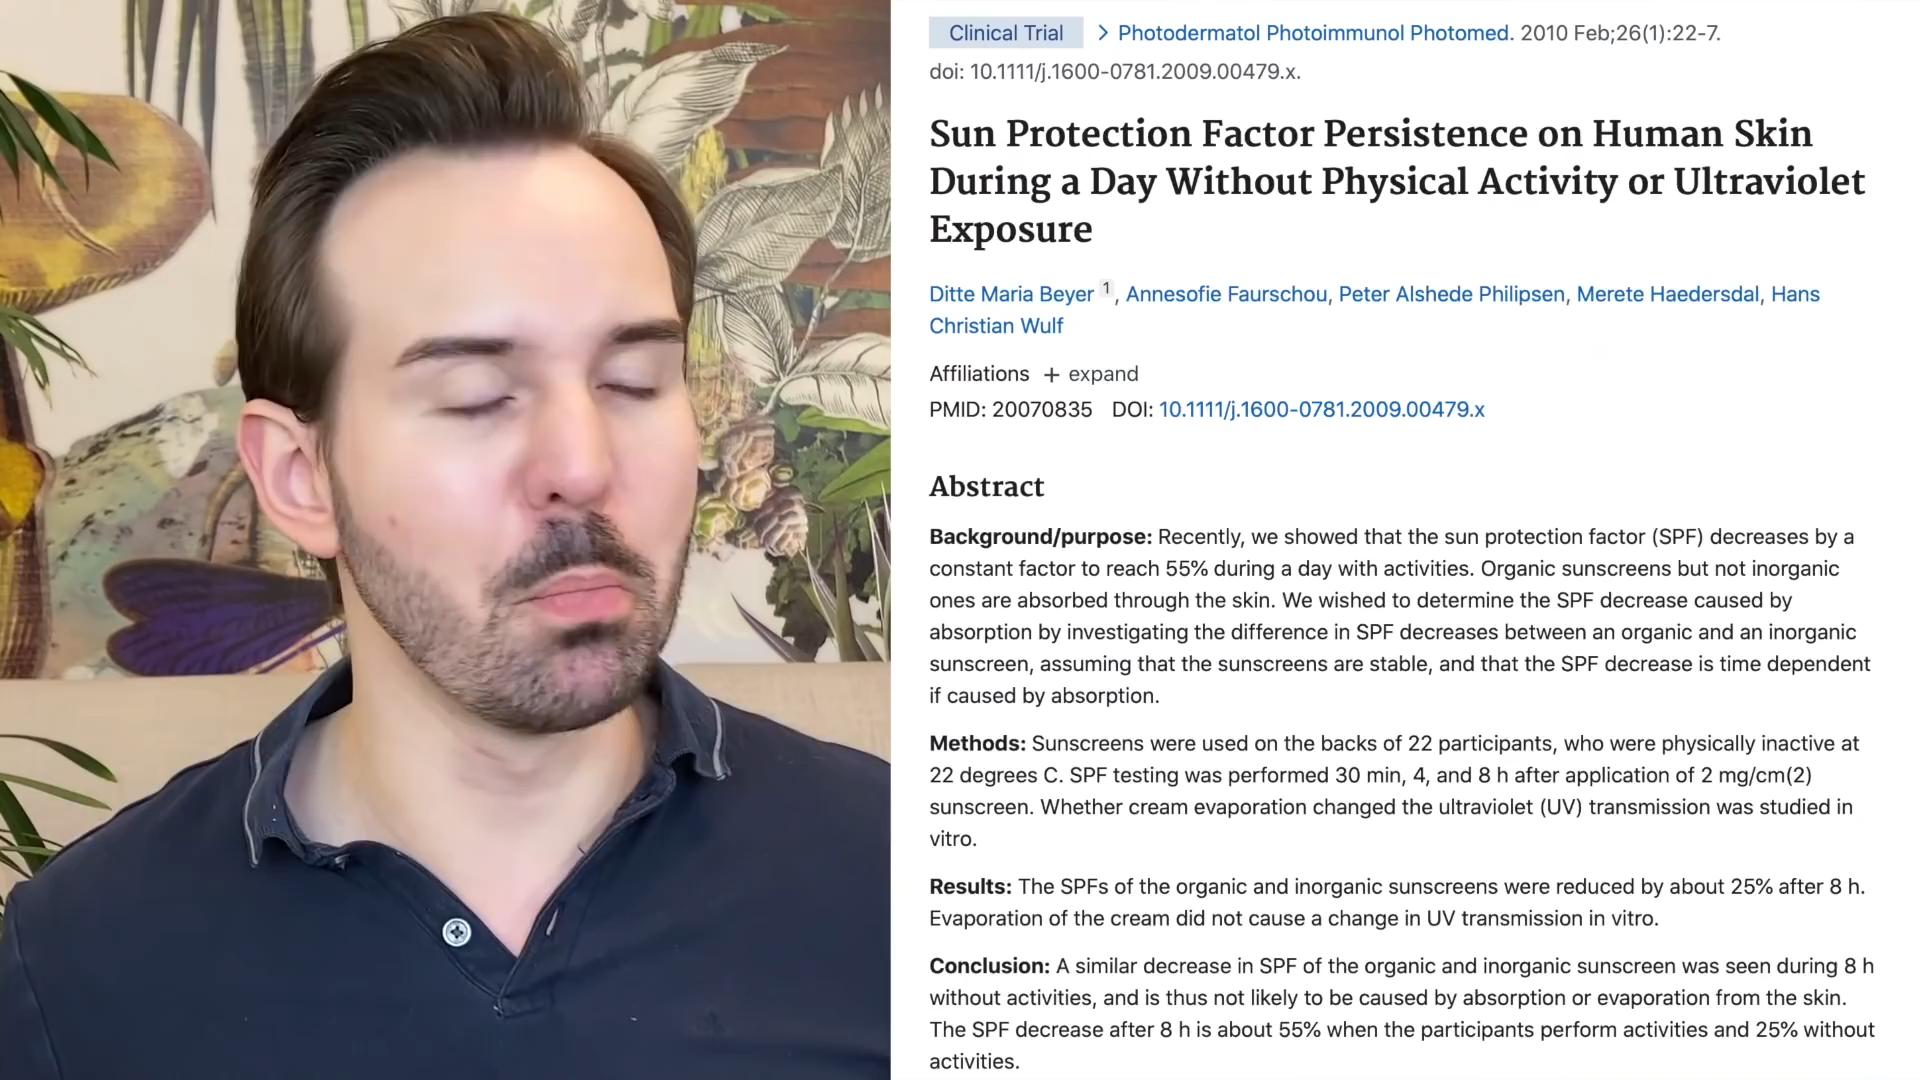 Clinical Trial > Photodermatol Photoimmunol Photomed. 2010 Feb;26(1):22-7.
doi: 10.1111/j.1600-0781.2009.00479.x.
Sun Protection Factor Persistence on Human Skin
During a Day Without Physical Activity or Ultraviolet
Exposure
Ditte Maria Beyer 1, Annesofie Faurschou, Peter Alshede Philipsen, Merete Haedersdal, Hans
Christian Wulf
Affiliations + expand
PMID: 20070835 DOI: 10.1111/j.1600-0781.2009.00479.x
Abstract
Background/purpose: Recently, we showed that the sun protection factor (SPF) decreases by a
constant factor to reach 55% during a day with activities. Organic sunscreens but not inorganic
ones are absorbed through the skin. We wished to determine the SPF decrease caused by
absorption by investigating the difference in SPF decreases between an organic and an inorganic
sunscreen, assuming that the sunscreens are stable, and that the SPF decrease is time dependent
if caused by absorption.
Methods: Sunscreens were used on the backs of 22 participants, who were physically inactive at
22 degrees C. SPF testing was performed 30 min, 4, and 8 h after application of 2 mg/cm(2)
sunscreen. Whether cream evaporation changed the ultraviolet (UV) transmission was studied in
vitro.
Results: The SPFs of the organic and inorganic sunscreens were reduced by about 25% after 8 h.
Evaporation of the cream did not cause a change in UV transmission in vitro.
Conclusion: A similar decrease in SPF of the organic and inorganic sunscreen was seen during 8 h
without activities, and is thus not likely to be caused by absorption or evaporation from the skin.
The SPF decrease after 8 h is about 55% when the participants perform activities and 25% without
activities.